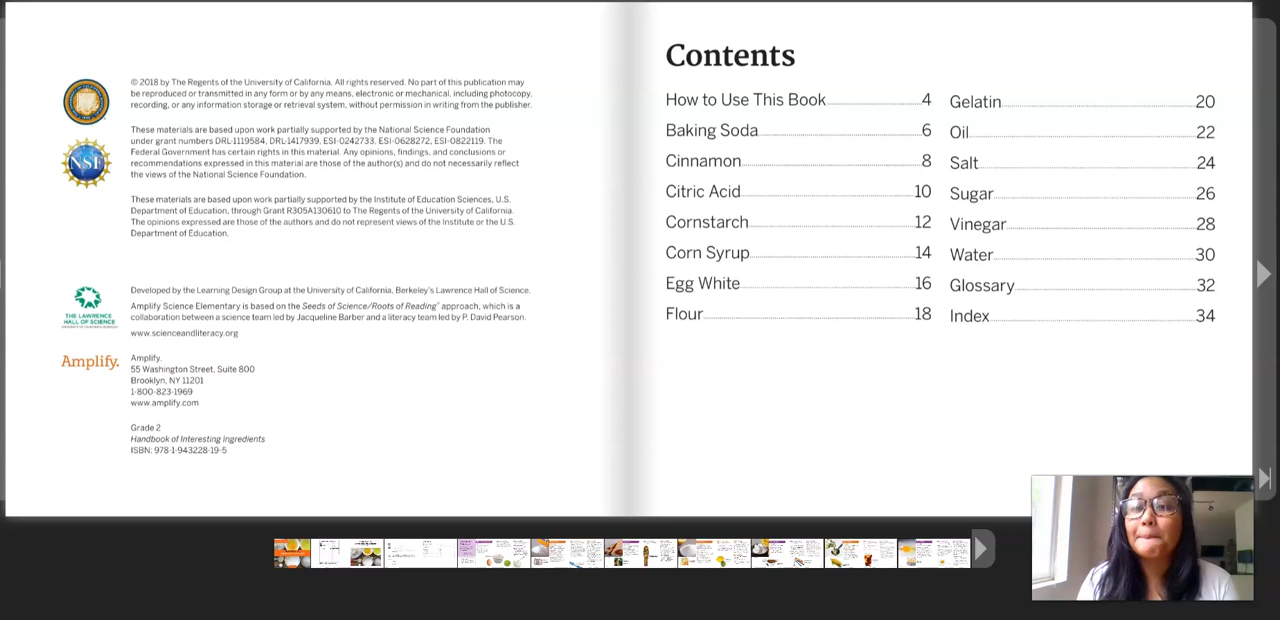 © 2018 by The Regents of the University of California. All rights reserved. No part of this publication may
be reproduced or transmitted in any form or by any means, electronic or mechanical, including photocopy,
recording, or any information storage or retrieval system, without permission in writing from the publisher.
These materials are based upon work partially supported by the National Science Foundation
under grant numbers DRL-1119584, DRL-1417939, ESI-0242733, ESI-0628272, ESI-0822119. The
Federal Government has certain rights in this material. Any opinions, findings, and conclusions or
recommendations expressed in this material are those of the author(s) and do not necessarily reflect
the views of the National Science Foundation.
NSF
These materials are based upon work partially supported by the Institute of Education Sciences, U.S.
Department of Education, through Grant R305A130610 to The Regents of the University of California.
The opinions expressed are those of the authors and do not represent views of the Institute or the U.S.
Department of Education.
Developed by the Learning Design Group at the University of California, Berkeley's Lawrence Hall of Science.
Amplify Science Elementary is based on the Seeds of Science/Roots of Reading® approach, which is a
collaboration between a science team led by Jacqueline Barber and a literacy team led by P. David Pearson.
www.scienceandliteracy.org
THE LAWRENCE
HALL OF SCIENCE
Amplify.
Amplify.
55 Washington Street, Suite 800
Brooklyn, NY 11201
1-800-823-1969
www.amplify.com
Grade 2
Handbook of Interesting Ingredients
ISBN: 978-1-943228-19-5
Contents
How to Use This Book 4
Baking Soda 6
Cinnamon 8
Citric Acid 10
Cornstarch 12
Corn Syrup 14
Egg White 16
Flour 18
Gelatin 20
Oil 22
Salt 24
Sugar 26
Vinegar 28
Water 30
Glossary 32
Index 34